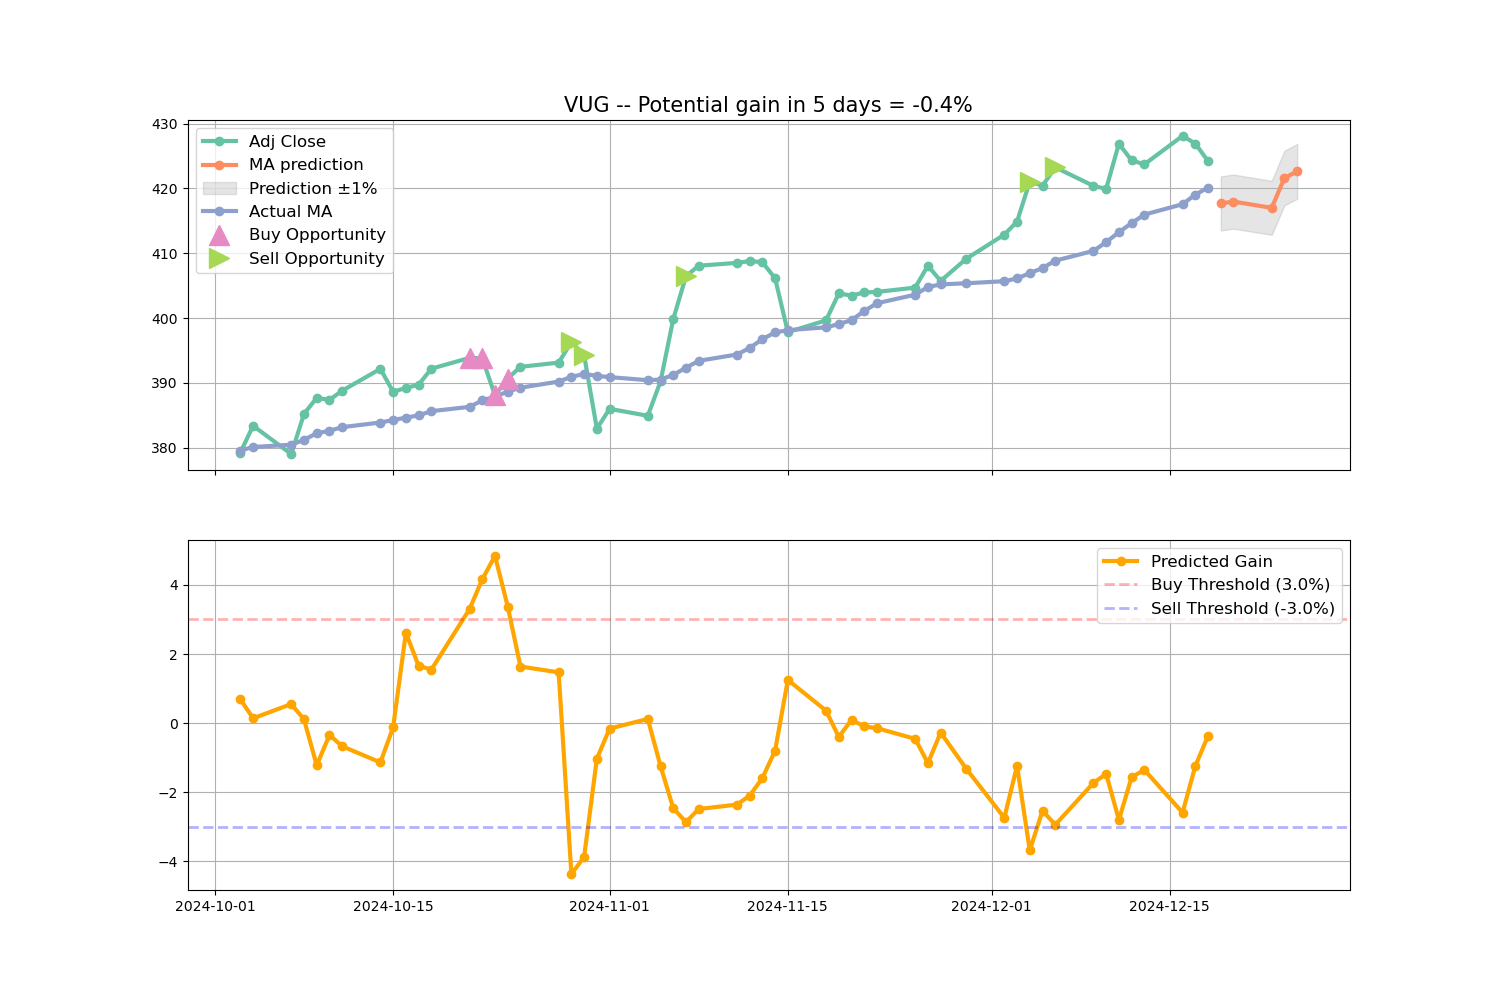 VUG -- Potential gain in 5 days = -0.4%
430
420
410
400
390
380
Adj Close
MA prediction
Prediction ±1%
Actual MA
Buy Opportunity
Sell Opportunity
4
2
0
−2
−4
Predicted Gain
Buy Threshold (3.0%)
Sell Threshold (-3.0%)
2024-10-01
2024-10-15
2024-11-01
2024-11-15
2024-12-01
2024-12-15